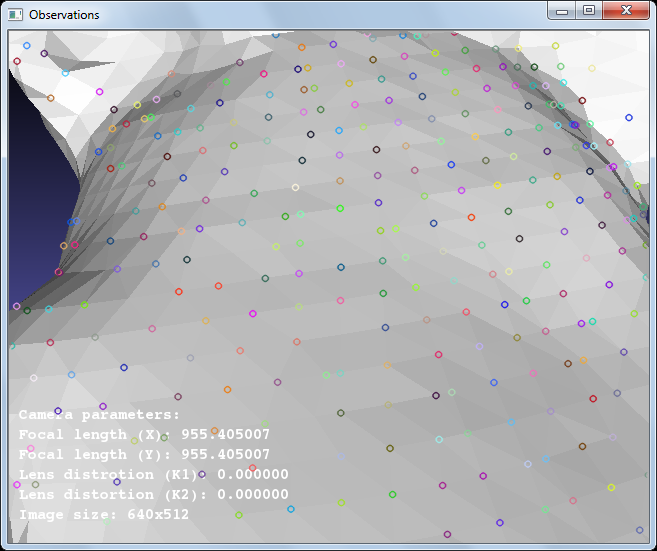 Observations
Camera parameters:
Focal length (X): 955.405007
Focal length (Y): 955.405007
Lens distrotion (K1): 0.000000
Lens distortion (K2): 0.000000
Image size: 640x512